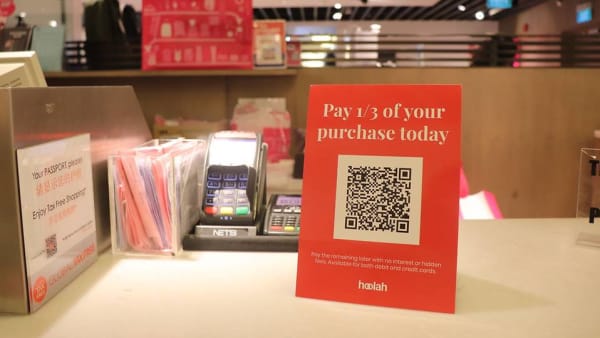 Your PASSPORT, please!
Enjoy Tax Free Shopping!
NETS
Pay 1/3 of your
purchase today
Pay the remaining later with no interest or hidden
fees. Available for both debit and credit cards.
hoolah